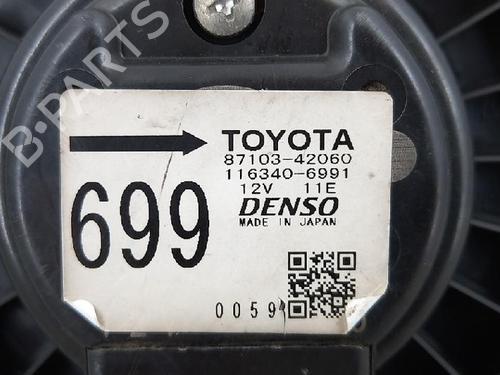 B-PARTS
TOYOTA
87103-42060
116340-6991
12V 11E
DENSO
MADE IN JAPAN
699
0059